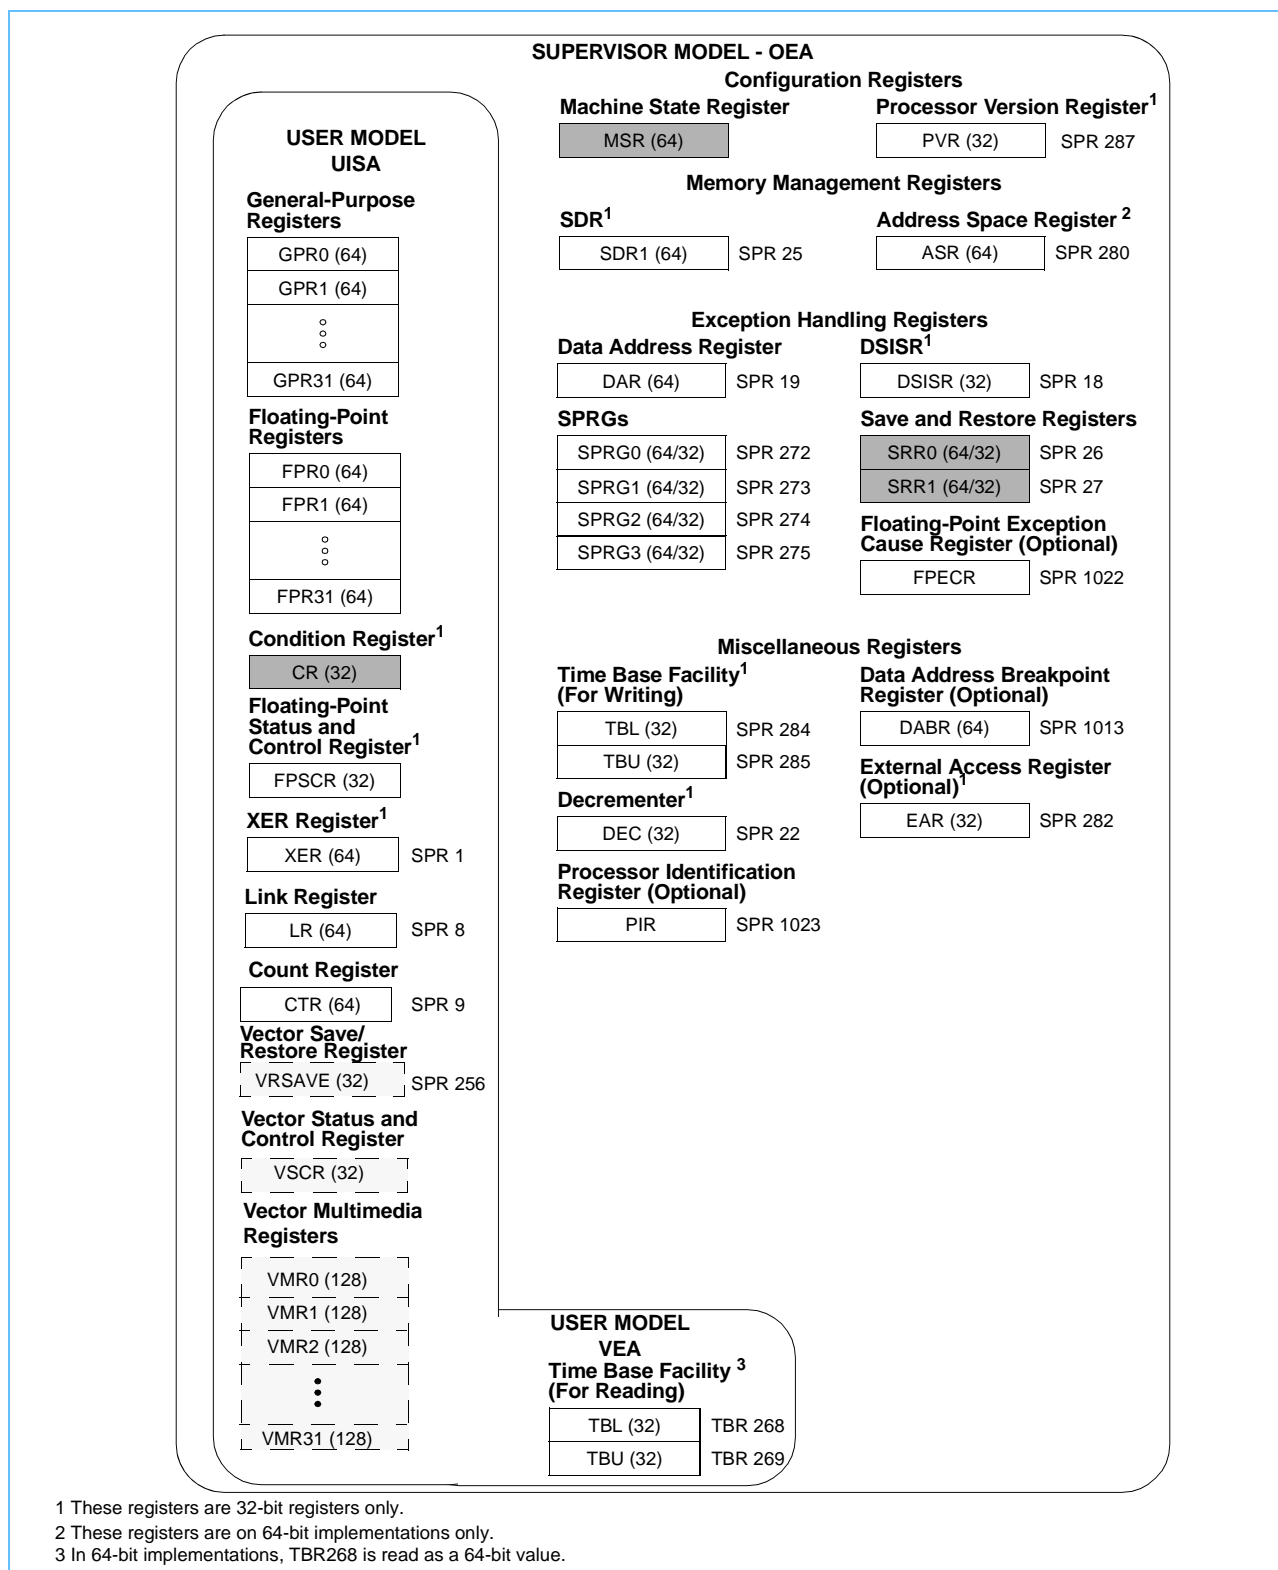 SUPERVISOR MODEL - OEA
Configuration Registers
Machine State Register
MSR (64)
Processor Version Register1
PVR (32) SPR 287
Memory Management Registers
SDR1
SDR1 (64) SPR 25
Address Space Register 2
ASR (64) SPR 280
Exception Handling Registers
Data Address Register
DAR (64) SPR 19
DSISR1
DSISR (32) SPR 18
SPRGs
SPRG0 (64/32) SPR 272
SPRG1 (64/32) SPR 273
SPRG2 (64/32) SPR 274
SPRG3 (64/32) SPR 275
Save and Restore Registers
SRR0 (64/32) SPR 26
SRR1 (64/32) SPR 27
Floating-Point Exception
Cause Register (Optional)
FPECR SPR 1022
Miscellaneous Registers
Time Base Facility1
(For Writing)
TBL (32) SPR 284
TBU (32) SPR 285
Decrementer1
DEC (32) SPR 22
Processor Identification
Register (Optional)
PIR SPR 1023
Data Address Breakpoint
Register (Optional)
DABR (64) SPR 1013
External Access Register
(Optional)1
EAR (32) SPR 282
USER MODEL
UISA
General-Purpose
Registers
GPR0 (64)
GPR1 (64)
GPR31 (64)
Floating-Point
Registers
FPR0 (64)
FPR1 (64)
FPR31 (64)
Condition Register1
CR (32)
Floating-Point
Status and
Control Register1
FPSCR (32)
XER Register1
XER (64) SPR 1
Link Register
LR (64) SPR 8
Count Register
CTR (64) SPR 9
Vector Save/
Restore Register
VRSAVE (32) SPR 256
Vector Status and
Control Register
VSCR (32)
Vector Multimedia
Registers
VMR0 (128)
VMR1 (128)
VMR2 (128)
VMR31 (128)
USER MODEL
VEA
Time Base Facility 3
(For Reading)
TBL (32) TBR 268
TBU (32) TBR 269
1 These registers are 32-bit registers only.
2 These registers are on 64-bit implementations only.
3 In 64-bit implementations, TBR268 is read as a 64-bit value.